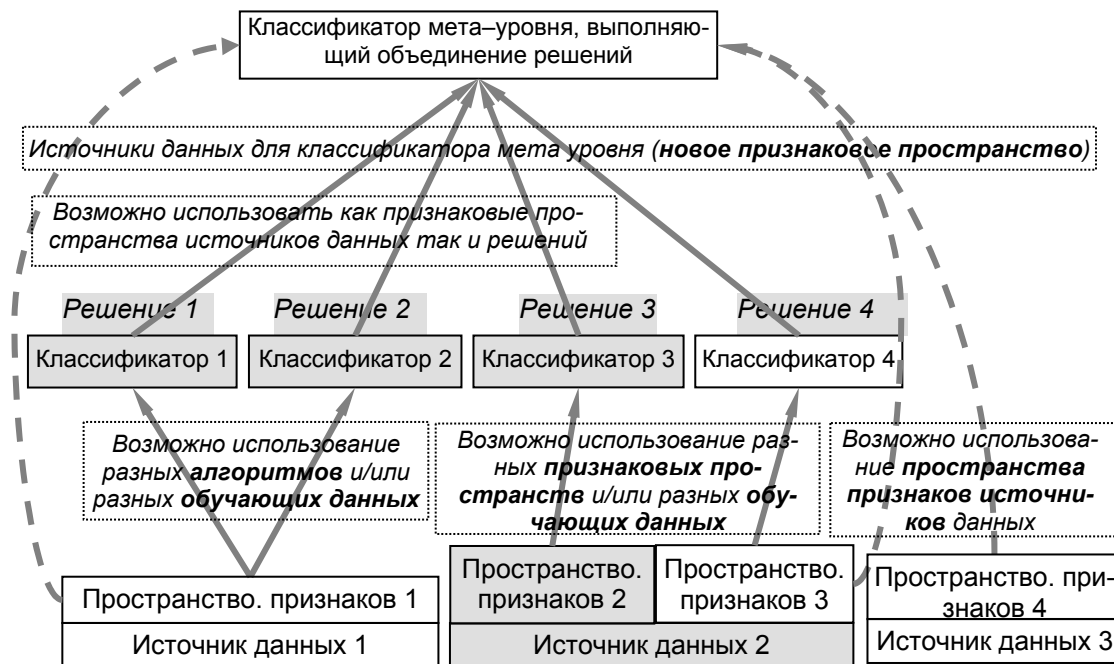 Классификатор мета–уровня, выполняю-
щий объединение решений
Источники данных для классификатора мета уровня (новое признаковое пространство)
Возможно использовать как признаковые про-
странства источников данных так и решений
Решение 1
Решение 2
Решение 3
Решение 4
Классификатор 1
Классификатор 2
Классификатор 3
Классификатор 4
Возможно использование
разных алгоритмов и/или
разных обучающих данных
Возможно использование раз-
ных признаковых про-
странств и/или разных обу-
чающих данных
Возможно использова-
ние пространства
признаков источни-
ков данных
Пространство. признаков 1
Источник данных 1
Пространство.
признаков 2
Пространство.
признаков 3
Источник данных 2
Пространство. при-
знаков 4
Источник данных 3